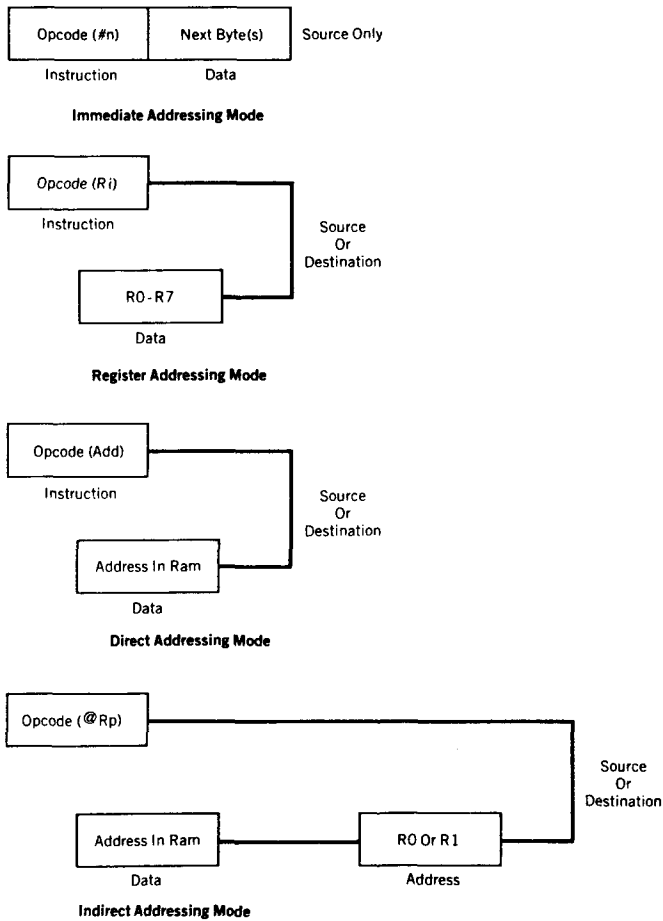 Opcode (#n) Next Byte(s) Source Only
Instruction Data
Immediate Addressing Mode
Opcode (Ri)
Instruction
Source
Or
Destination
R0-R7
Data
Register Addressing Mode
Opcode (Add)
Instruction
Source
Or
Destination
Address In Ram
Data
Direct Addressing Mode
Opcode (@Rp)
Source
Or
Destination
Address In Ram R0 Or R1
Data Address
Indirect Addressing Mode